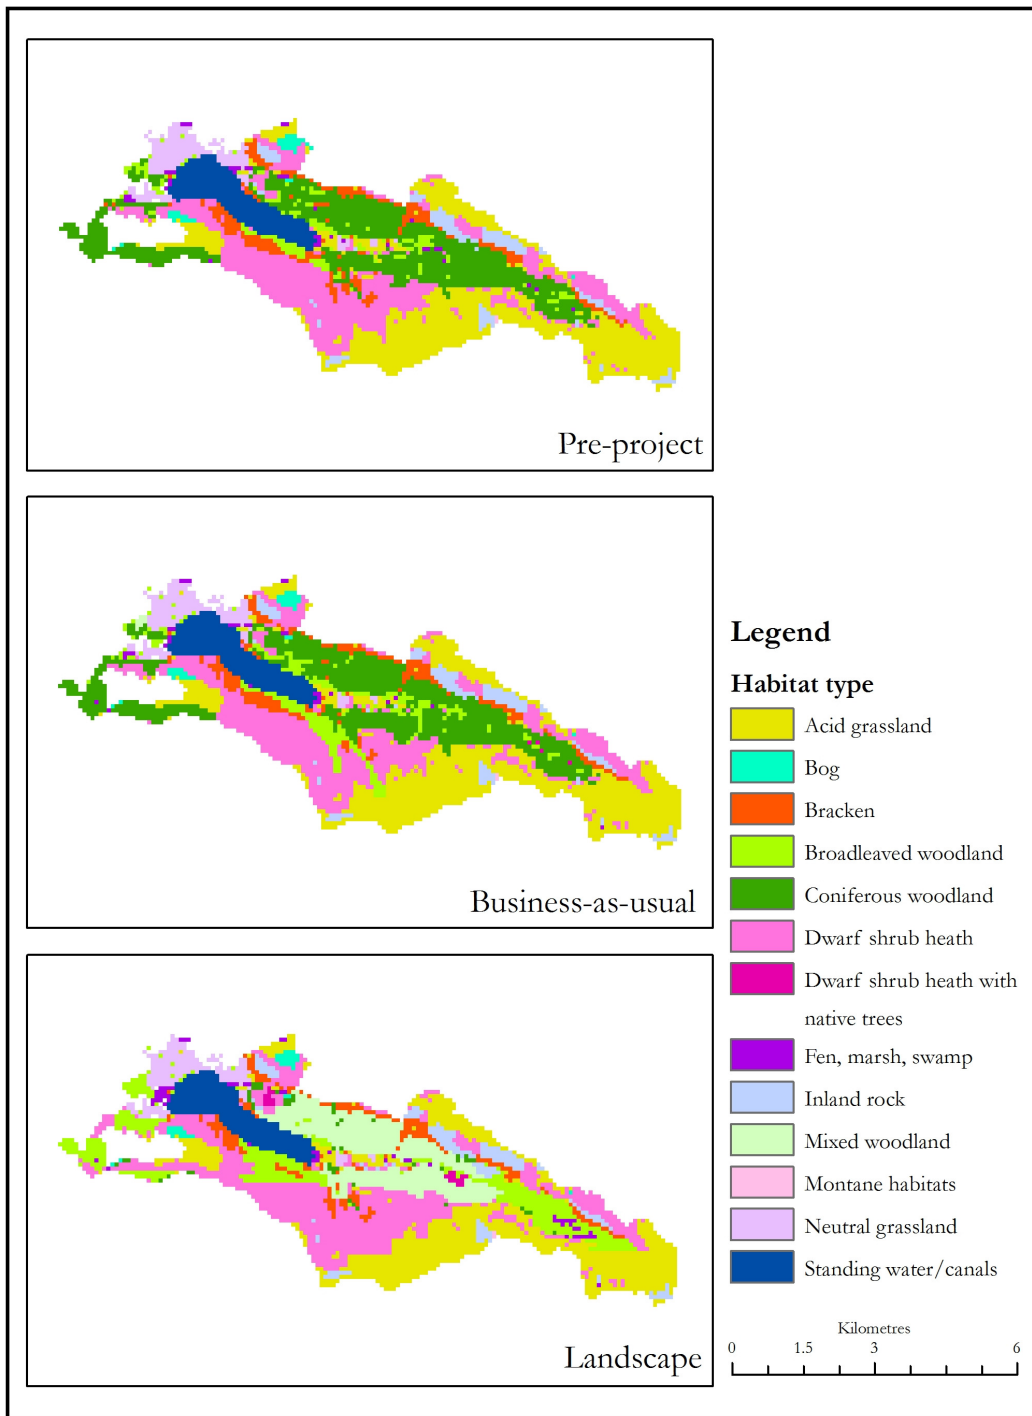 Pre-project
Business-as-usual
Landscape
Legend
Habitat type
Acid grassland
Bog
Bracken
Broadleaved woodland
Coniferous woodland
Dwarf shrub heath
Dwarf shrub heath with
native trees
Fen, marsh, swamp
Inland rock
Mixed woodland
Montane habitats
Neutral grassland
Standing water/canals
Kilometres
0 1.5 3 6